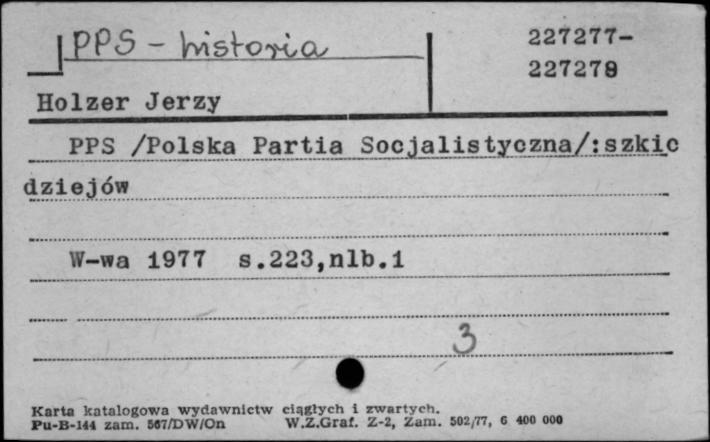 PPS - historia
227277-
227279
Holzer Jerzy
PPS /Polska Partia Socjalistyczna/:szkic
dziejów
W-wa 1977 s.223,nlb.1
3
Karta katalogowa wydawnictw ciągłych i zwartych.
Pu-B-144 zam. 567/DW/On W.Z.Graf. Z-2, Zam. 502/77, 6 400 000